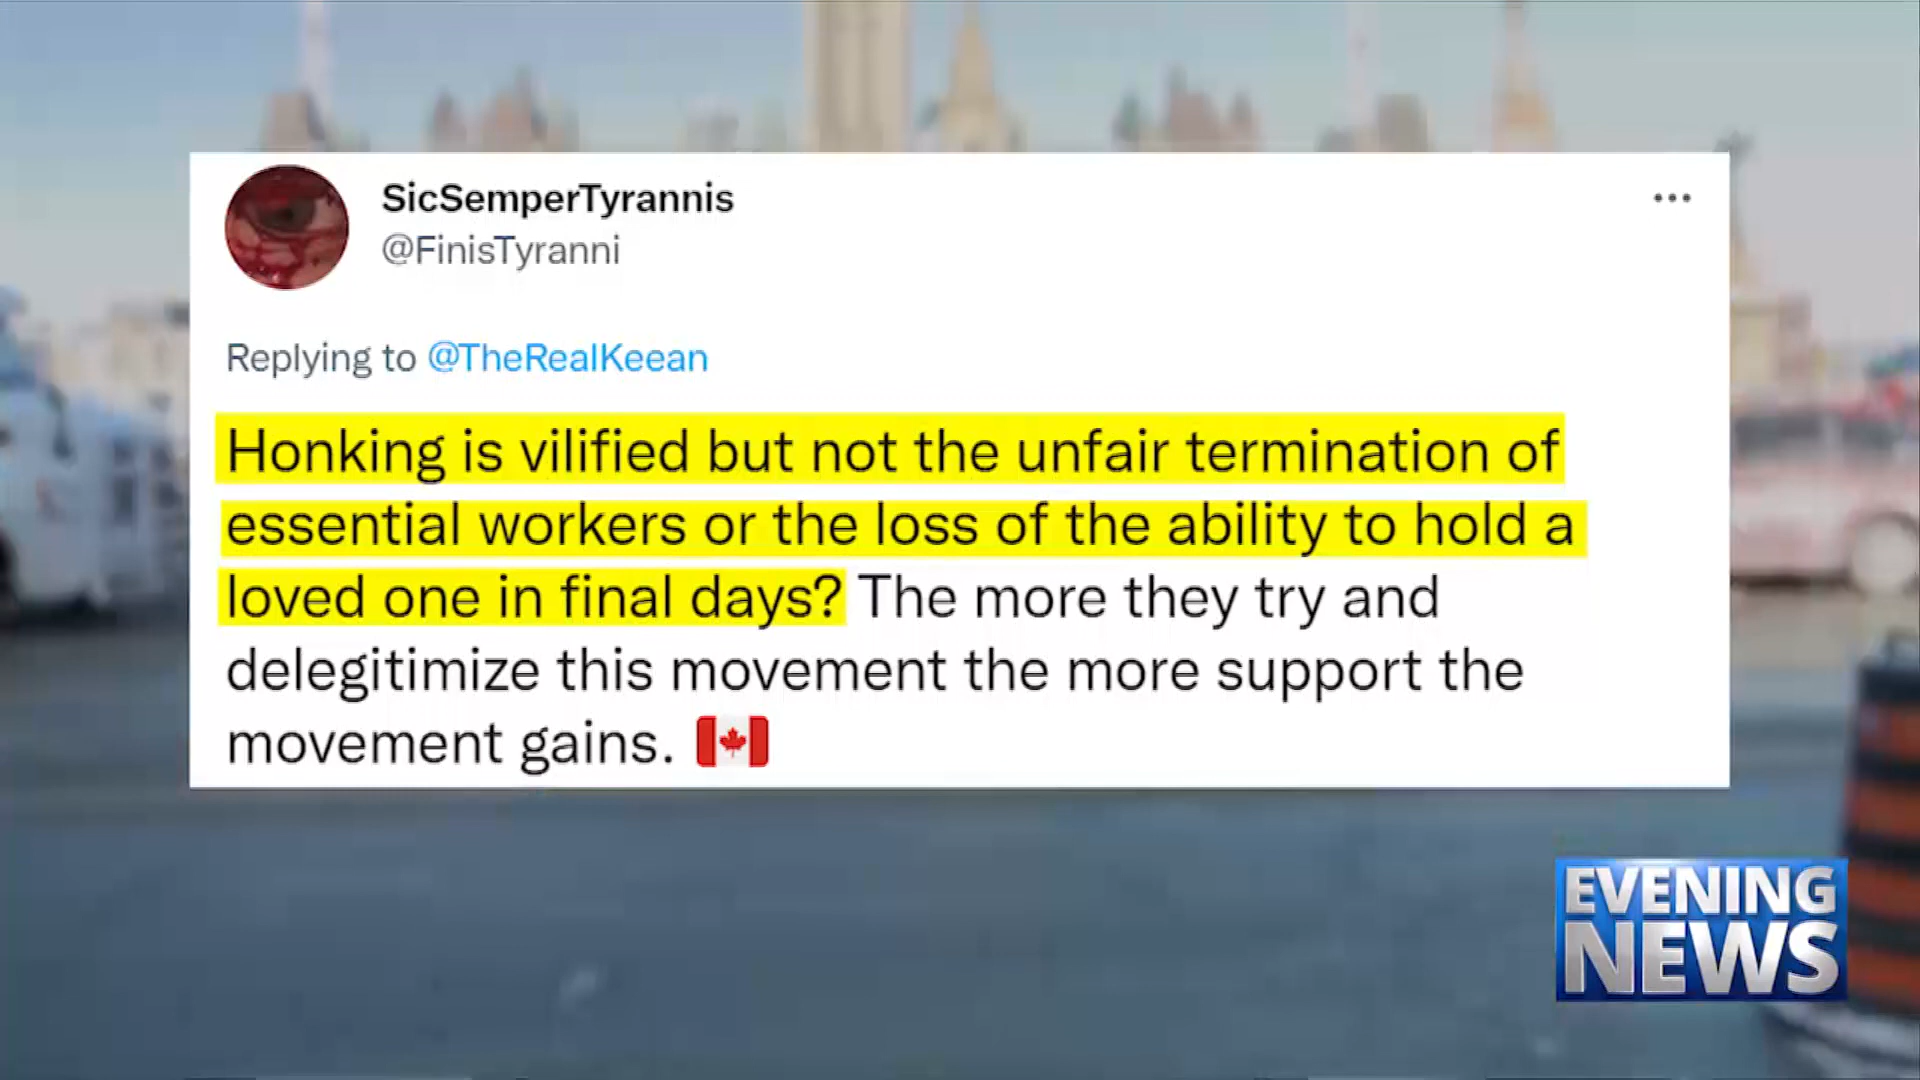 SicSemperTyrannis
@FinisTyranni
Replying to @TheRealKeean
Honking is vilified but not the unfair termination of
essential workers or the loss of the ability to hold a
loved one in final days? The more they try and
delegitimize this movement the more support the
movement gains. 🇨🇦
EVENING
NEWS